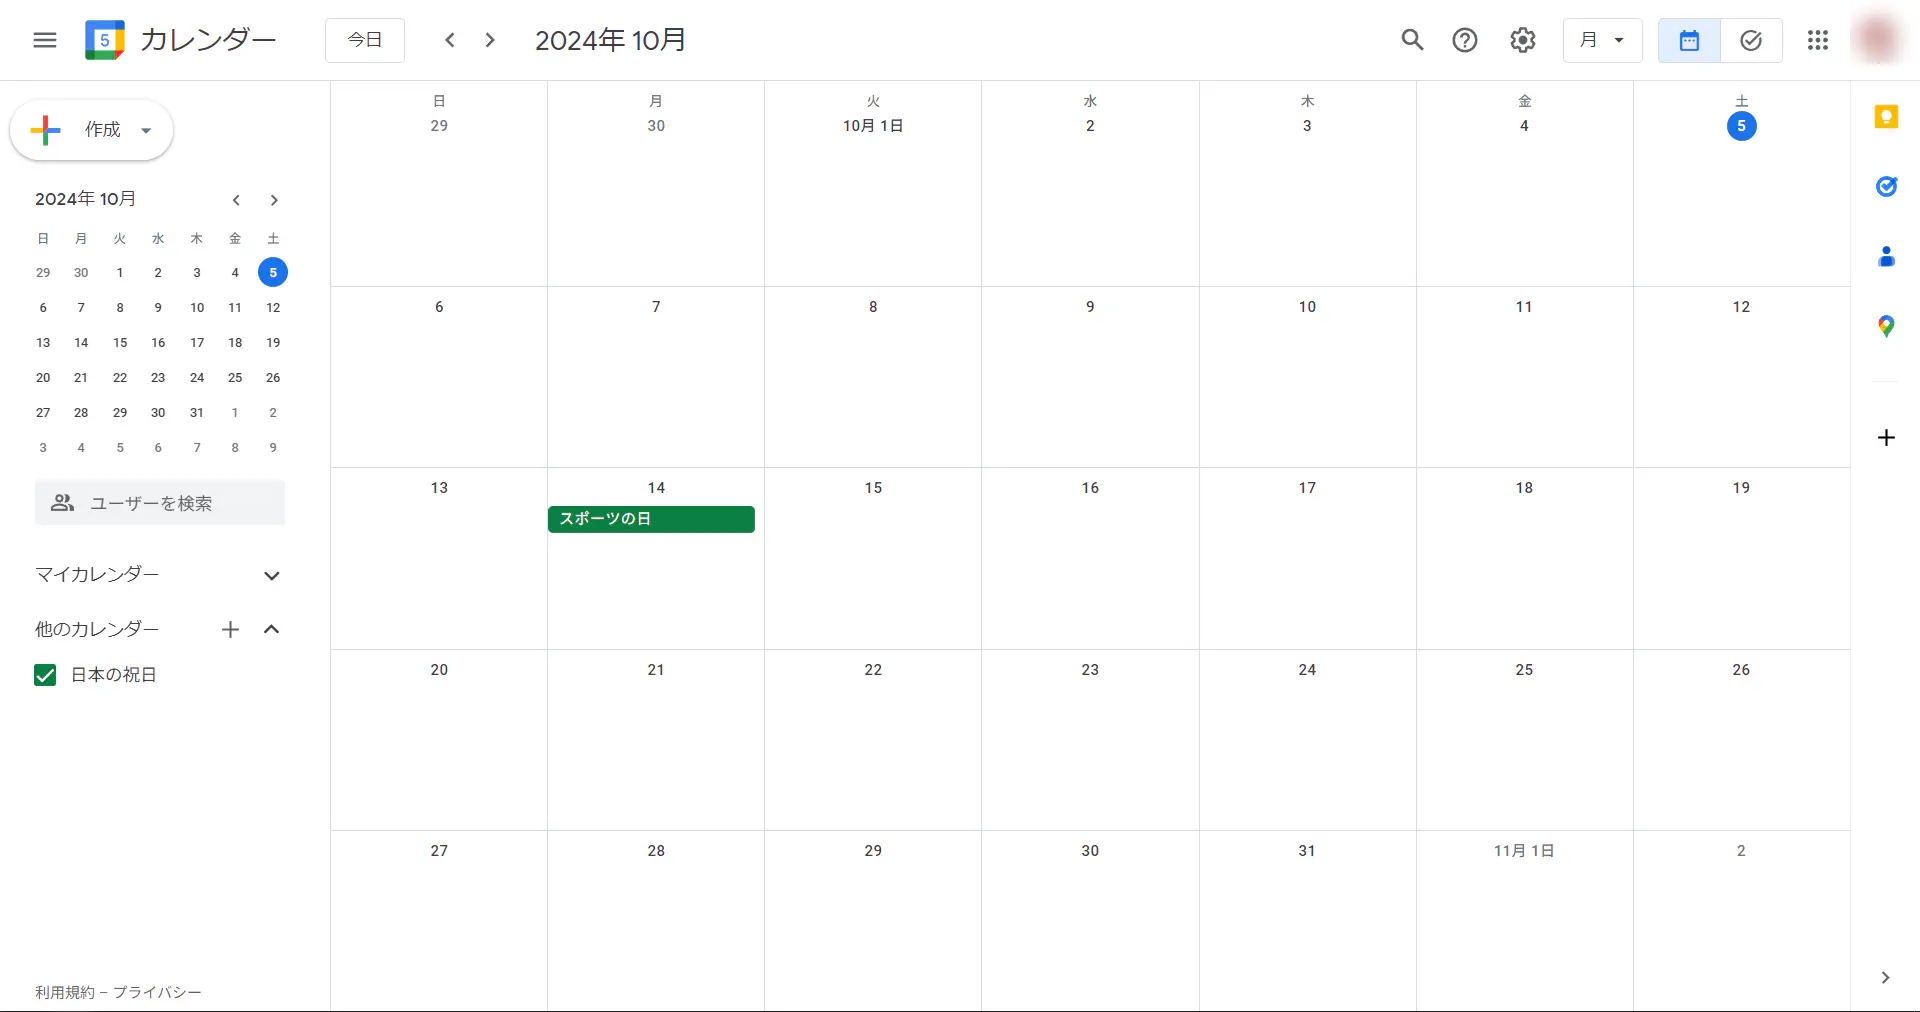 5 カレンダー 今日 2024年 10月 月
作成
2024年 10月
日 月 火 水 木 金 土
29 30 1 2 3 4 5
6 7 8 9 10 11 12
13 14 15 16 17 18 19
20 21 22 23 24 25 26
27 28 29 30 31 1 2
3 4 5 6 7 8 9
ユーザーを検索
マイカレンダー
他のカレンダー
日本の祝日
利用規約 – プライバシー
日 月 火 水 木 金 土
29 30 10月 1日 2 3 4 5
6 7 8 9 10 11 12
13 14 15 16 17 18 19
スポーツの日
20 21 22 23 24 25 26
27 28 29 30 31 11月 1日 2